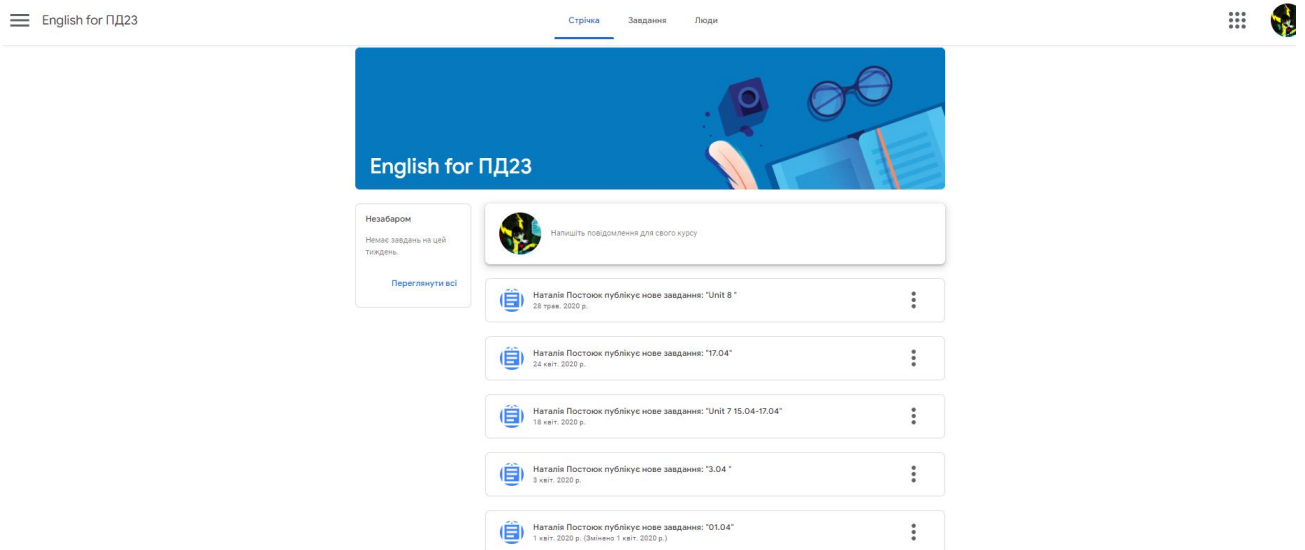 English for ПД23
Стрічка
Завдання
Люди
English for ПД23
Незабаром
Немає завдань на цей
тиждень.
Переглянути всі
Напишіть повідомлення для свого курсу
Наталія Постоюк публікує нове завдання: "Unit 8 "
28 трав. 2020 р.
Наталія Постоюк публікує нове завдання: "17.04"
24 квіт. 2020 р.
Наталія Постоюк публікує нове завдання: "Unit 7 15.04-17.04"
18 квіт. 2020 р.
Наталія Постоюк публікує нове завдання: "3.04 "
3 квіт. 2020 р.
Наталія Постоюк публікує нове завдання: "01.04"
1 квіт. 2020 р. (Змінено 1 квіт. 2020 р.)